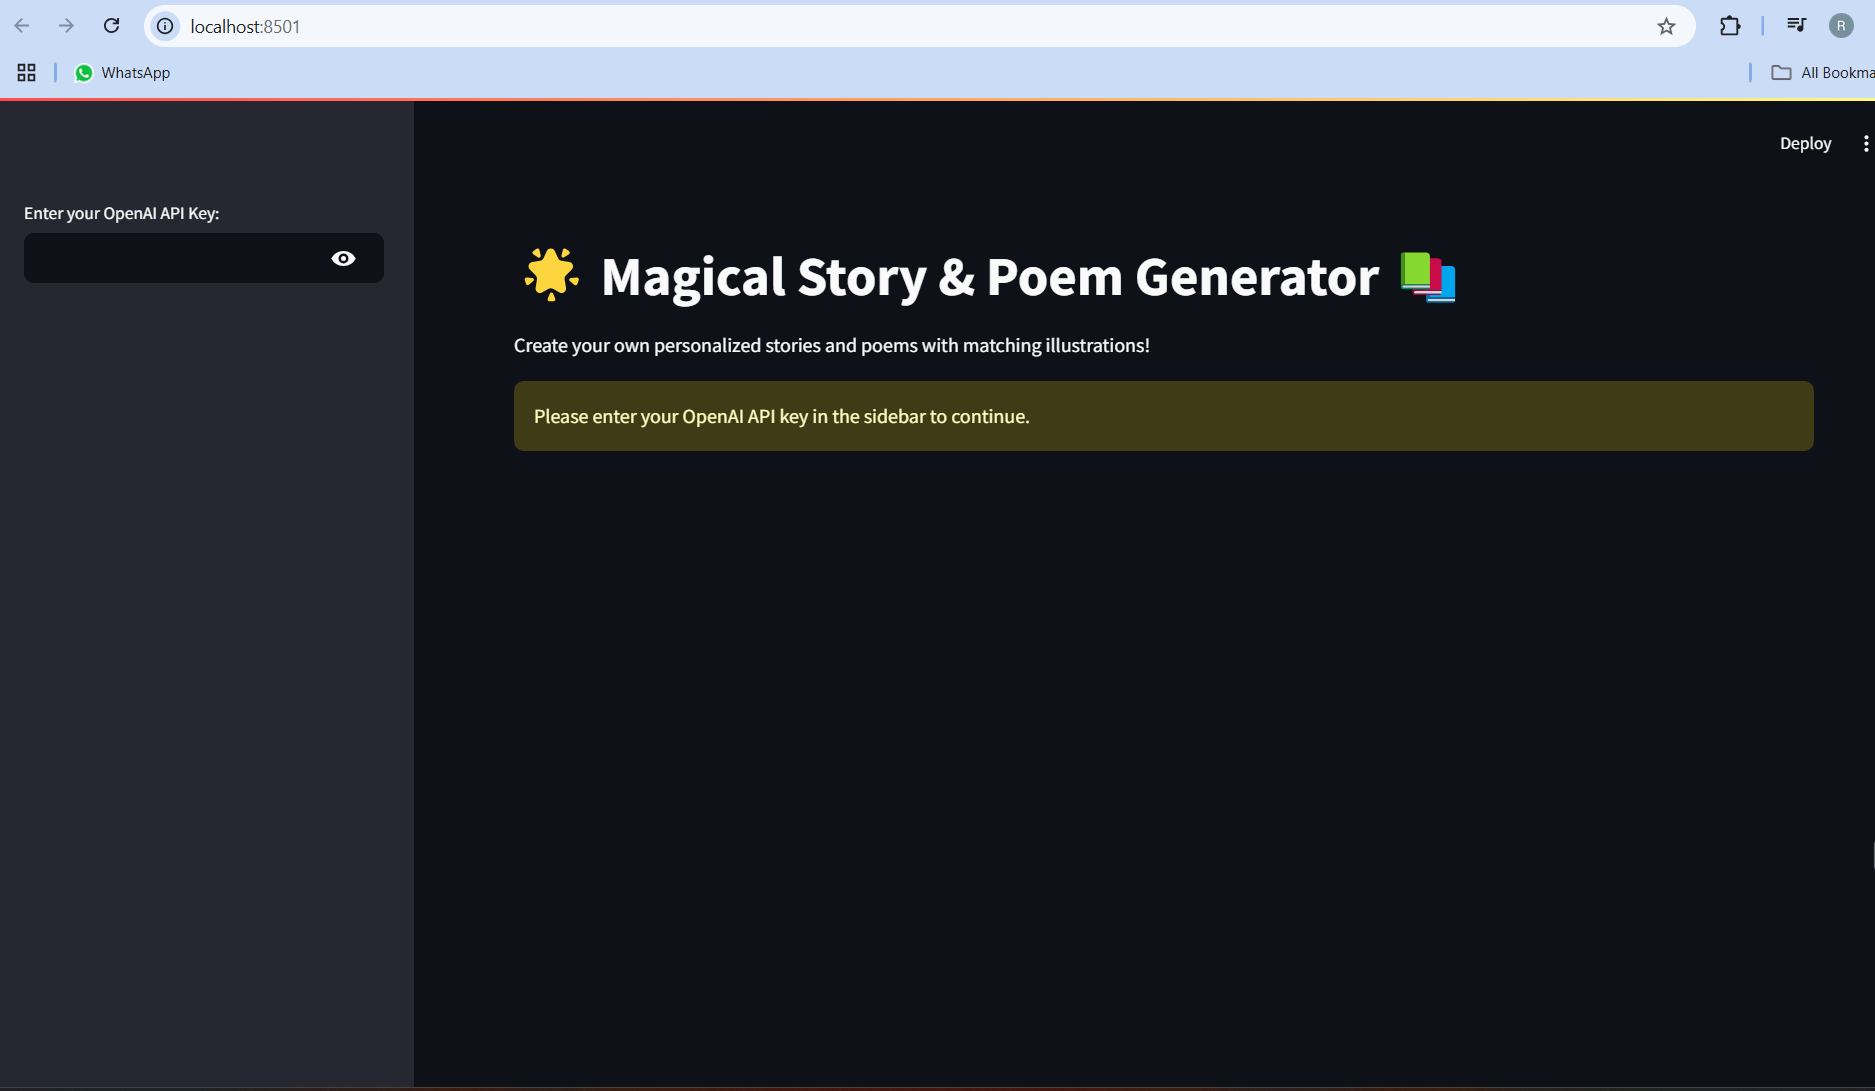 localhost:8501
R
WhatsApp
All Bookma
Deploy
Enter your OpenAI API Key:
Magical Story & Poem Generator
Create your own personalized stories and poems with matching illustrations!
Please enter your OpenAI API key in the sidebar to continue.